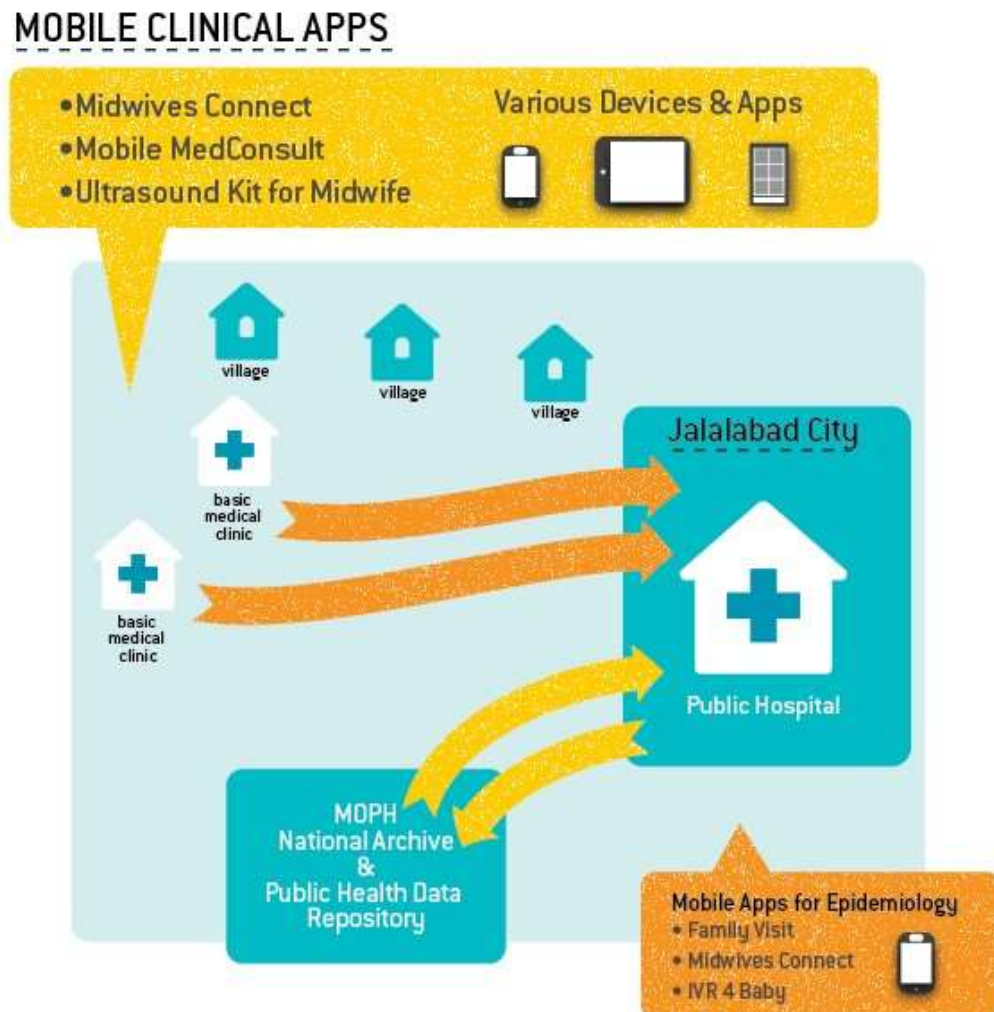 MOBILE CLINICAL APPS
•Midwives Connect
•Mobile MedConsult
•Ultrasound Kit for Midwife
Various Devices & Apps
village
village
village
basic
medical
clinic
basic
medical
clinic
Jalalabad City
Public Hospital
MOPH
National Archive
&
Public Health Data
Repository
Mobile Apps for Epidemiology
• Family Visit
• Midwives Connect
• IVR 4 Baby